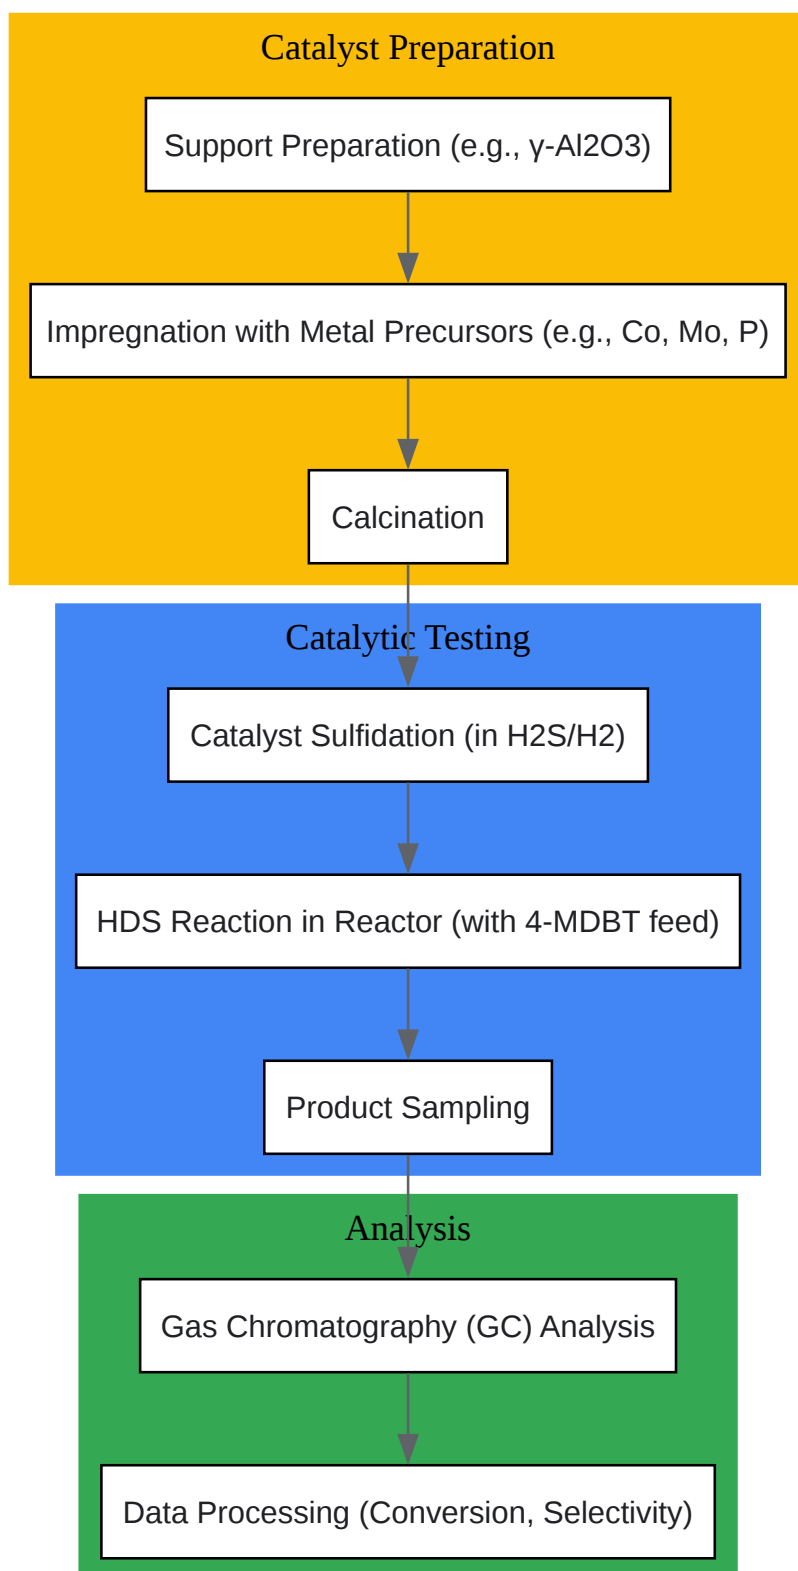 Catalyst Preparation
Support Preparation (e.g., γ-Al2O3)
Impregnation with Metal Precursors (e.g., Co, Mo, P)
Calcination
Catalytic Testing
Catalyst Sulfidation (in H2S/H2)
HDS Reaction in Reactor (with 4-MDBT feed)
Product Sampling
Analysis
Gas Chromatography (GC) Analysis
Data Processing (Conversion, Selectivity)